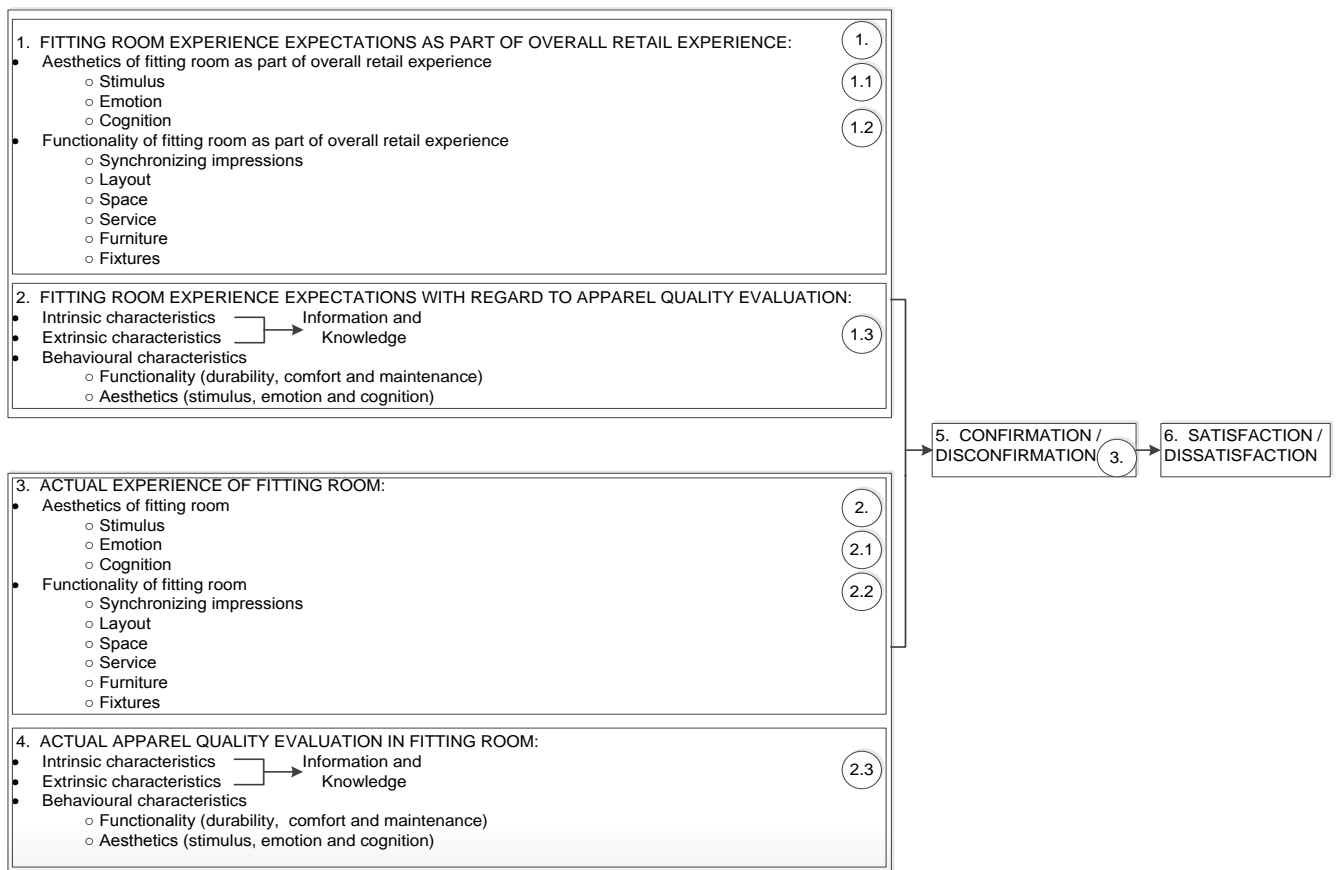 1. FITTING ROOM EXPERIENCE EXPECTATIONS AS PART OF OVERALL RETAIL EXPERIENCE:
1.
• Aesthetics of fitting room as part of overall retail experience
○ Stimulus
1.1
○ Emotion
○ Cognition
1.2
• Functionality of fitting room as part of overall retail experience
○ Synchronizing impressions
○ Layout
○ Space
○ Service
○ Furniture
○ Fixtures
2. FITTING ROOM EXPERIENCE EXPECTATIONS WITH REGARD TO APPAREL QUALITY EVALUATION:
• Intrinsic characteristics Information and
• Extrinsic characteristics Knowledge
1.3
• Behavioural characteristics
○ Functionality (durability, comfort and maintenance)
○ Aesthetics (stimulus, emotion and cognition)
3. ACTUAL EXPERIENCE OF FITTING ROOM:
• Aesthetics of fitting room
2.
○ Stimulus
○ Emotion
2.1
○ Cognition
• Functionality of fitting room
2.2
○ Synchronizing impressions
○ Layout
○ Space
○ Service
○ Furniture
○ Fixtures
4. ACTUAL APPAREL QUALITY EVALUATION IN FITTING ROOM:
• Intrinsic characteristics Information and
• Extrinsic characteristics Knowledge
2.3
• Behavioural characteristics
○ Functionality (durability, comfort and maintenance)
○ Aesthetics (stimulus, emotion and cognition)
5. CONFIRMATION /
DISCONFIRMATION
3.
6. SATISFACTION /
DISSATISFACTION